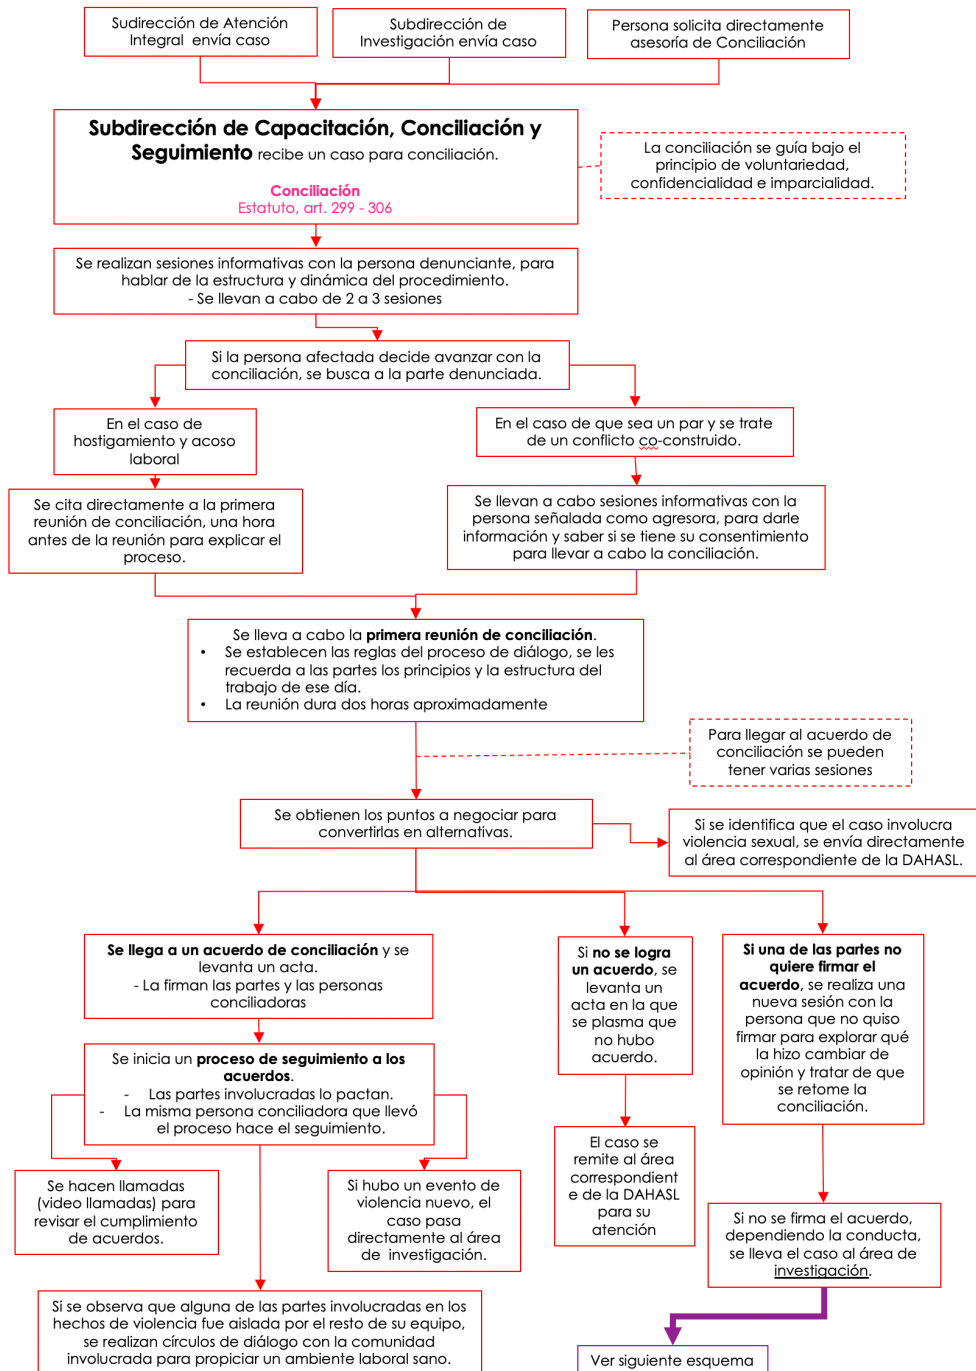 Sudirección de Atención
Integral  envía caso
Subdirección de
Investigación envía caso
Persona solicita directamente
asesoría de Conciliación
Subdirección de Capacitación, Conciliación y
Seguimiento recibe un caso para conciliación.
Conciliación
Estatuto, art. 299 - 306
La conciliación se guía bajo el
principio de voluntariedad,
confidencialidad e imparcialidad.
Se realizan sesiones informativas con la persona denunciante, para
hablar de la estructura y dinámica del procedimiento.
- Se llevan a cabo de 2 a 3 sesiones
Si la persona afectada decide avanzar con la
conciliación, se busca a la parte denunciada.
En el caso de
hostigamiento y acoso
laboral
En el caso de que sea un par y se trate
de un conflicto co-construido.
Se cita directamente a la primera
reunión de conciliación, una hora
antes de la reunión para explicar el
proceso.
Se llevan a cabo sesiones informativas con la
persona señalada como agresora, para darle
información y saber si se tiene su consentimiento
para llevar a cabo la conciliación.
Se lleva a cabo la primera reunión de conciliación.
• Se establecen las reglas del proceso de diálogo, se les
recuerda a las partes los principios y la estructura del
trabajo de ese día.
• La reunión dura dos horas aproximadamente
Para llegar al acuerdo de
conciliación se pueden
tener varias sesiones
Se obtienen los puntos a negociar para
convertirlas en alternativas.
Si se identifica que el caso involucra
violencia sexual, se envía directamente
al área correspondiente de la DAHASL.
Se llega a un acuerdo de conciliación y se
levanta un acta.
- La firman las partes y las personas
conciliadoras
Si no se logra
un acuerdo, se
levanta un
acta en la que
se plasma que
no hubo
acuerdo.
Si una de las partes no
quiere firmar el
acuerdo, se realiza una
nueva sesión con la
persona que no quiso
firmar para explorar qué
la hizo cambiar de
opinión y tratar de que
se retome la
conciliación.
Se inicia un proceso de seguimiento a los
acuerdos.
- Las partes involucradas lo pactan.
- La misma persona conciliadora que llevó
el proceso hace el seguimiento.
El caso se
remite al área
correspondient
e de la DAHASL
para su
atención
Se hacen llamadas
(video llamadas) para
revisar el cumplimiento
de acuerdos.
Si hubo un evento de
violencia nuevo, el
caso pasa
directamente al área
de  investigación.
Si no se firma el acuerdo,
dependiendo la conducta,
se lleva el caso al área de
investigación.
Si se observa que alguna de las partes involucradas en los
hechos de violencia fue aislada por el resto de su equipo,
se realizan círculos de diálogo con la comunidad
involucrada para propiciar un ambiente laboral sano.
Ver siguiente esquema